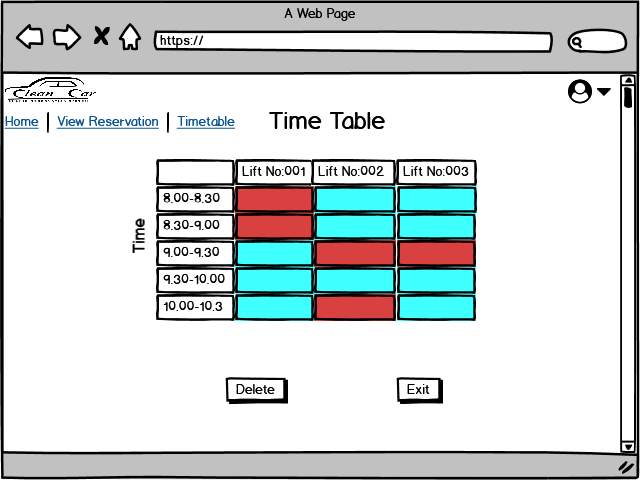 A Web Page
https://
Clean Car
Home View Reservation Timetable
Time Table
Lift No:001 Lift No:002 Lift No:003
Time
8.00-8.30
8.30-9.00
9.00-9.30
9.30-10.00
10.00-10.3
Delete Exit